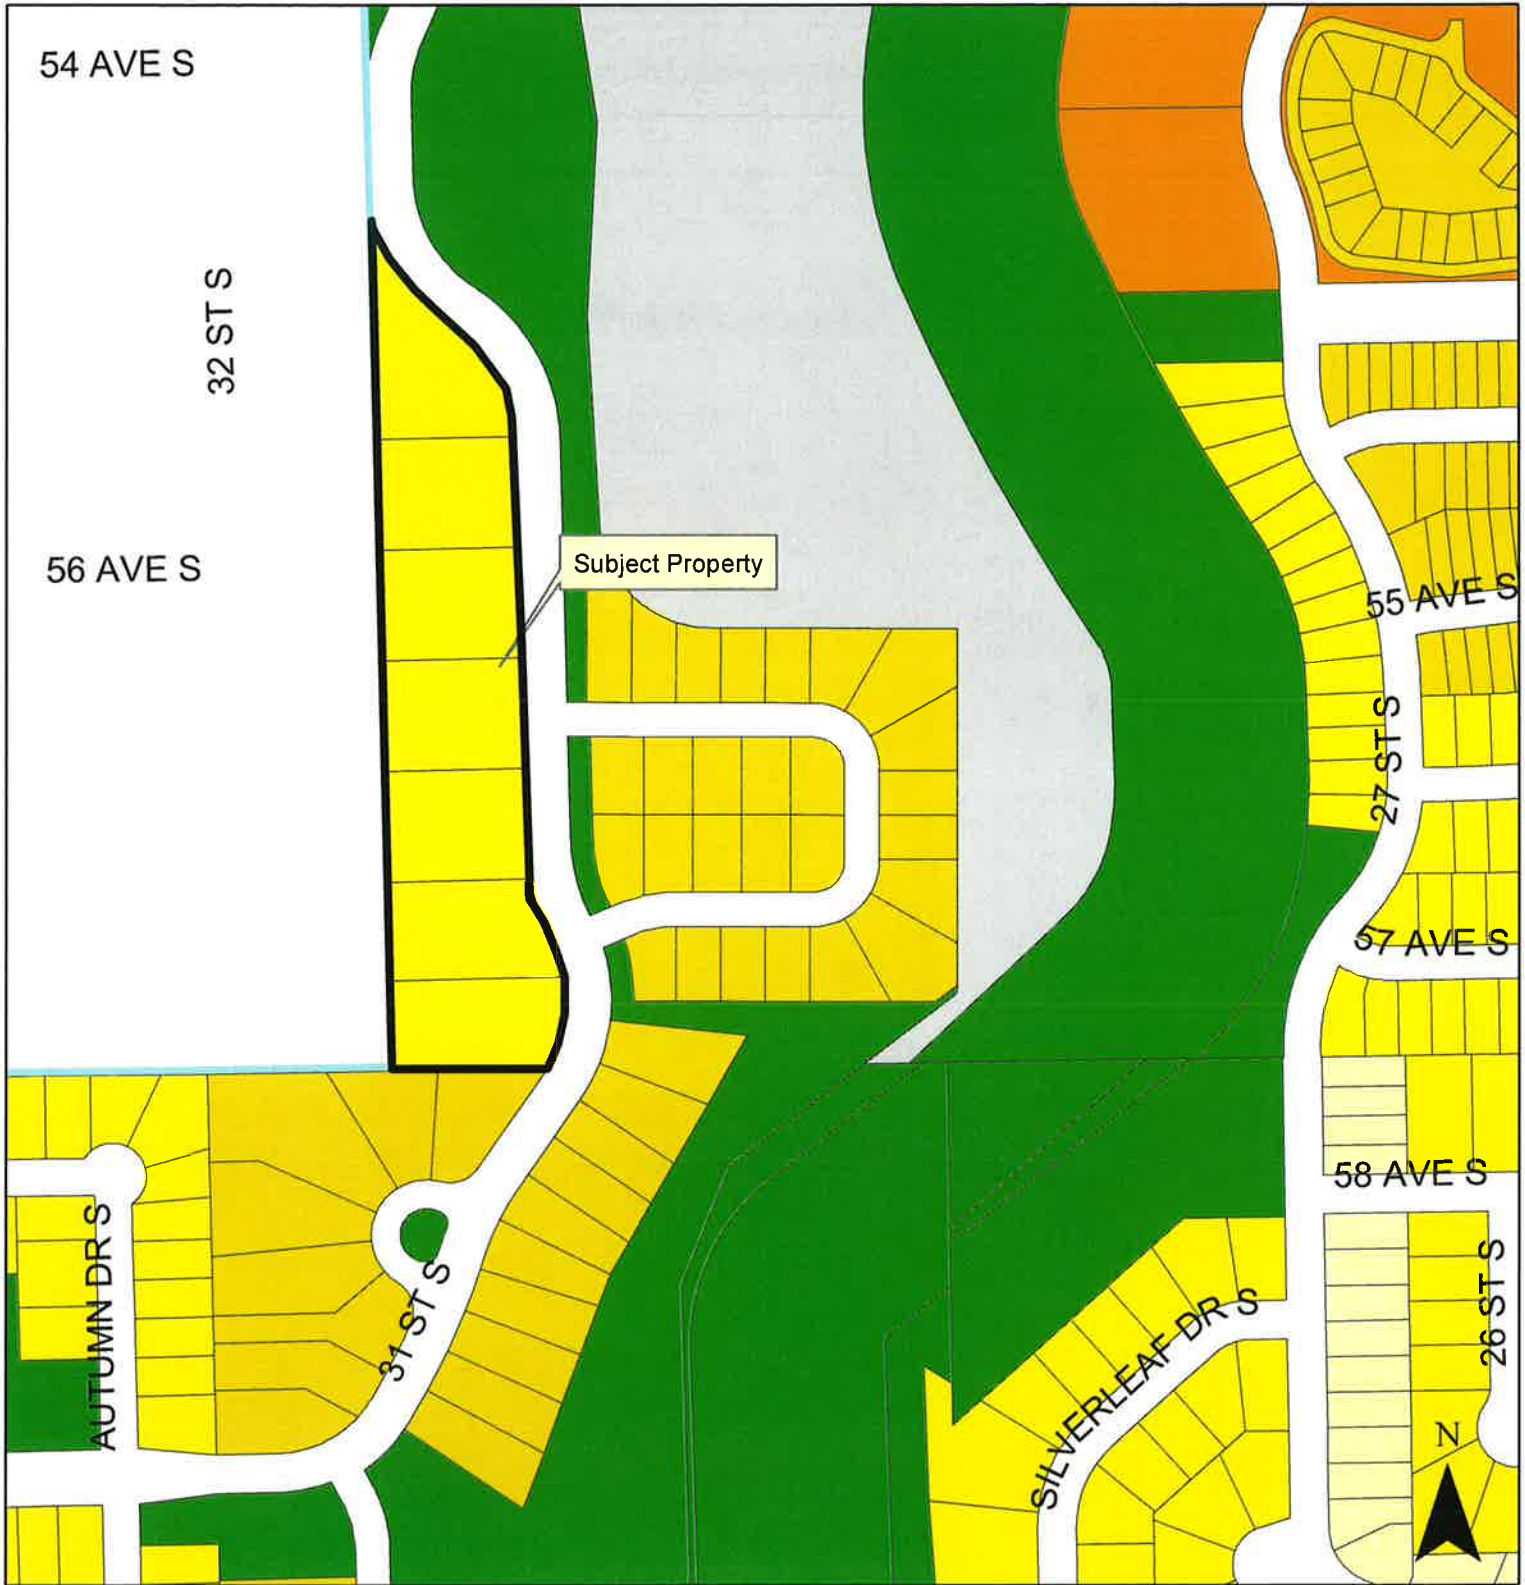 54 AVE S
32 ST S
56 AVE S
Subject Property
55 AVE S
27 ST S
57 AVE S
58 AVE S
AUTUMN DR S
31 ST S
SILVERLEAF DR S
26 ST S
N